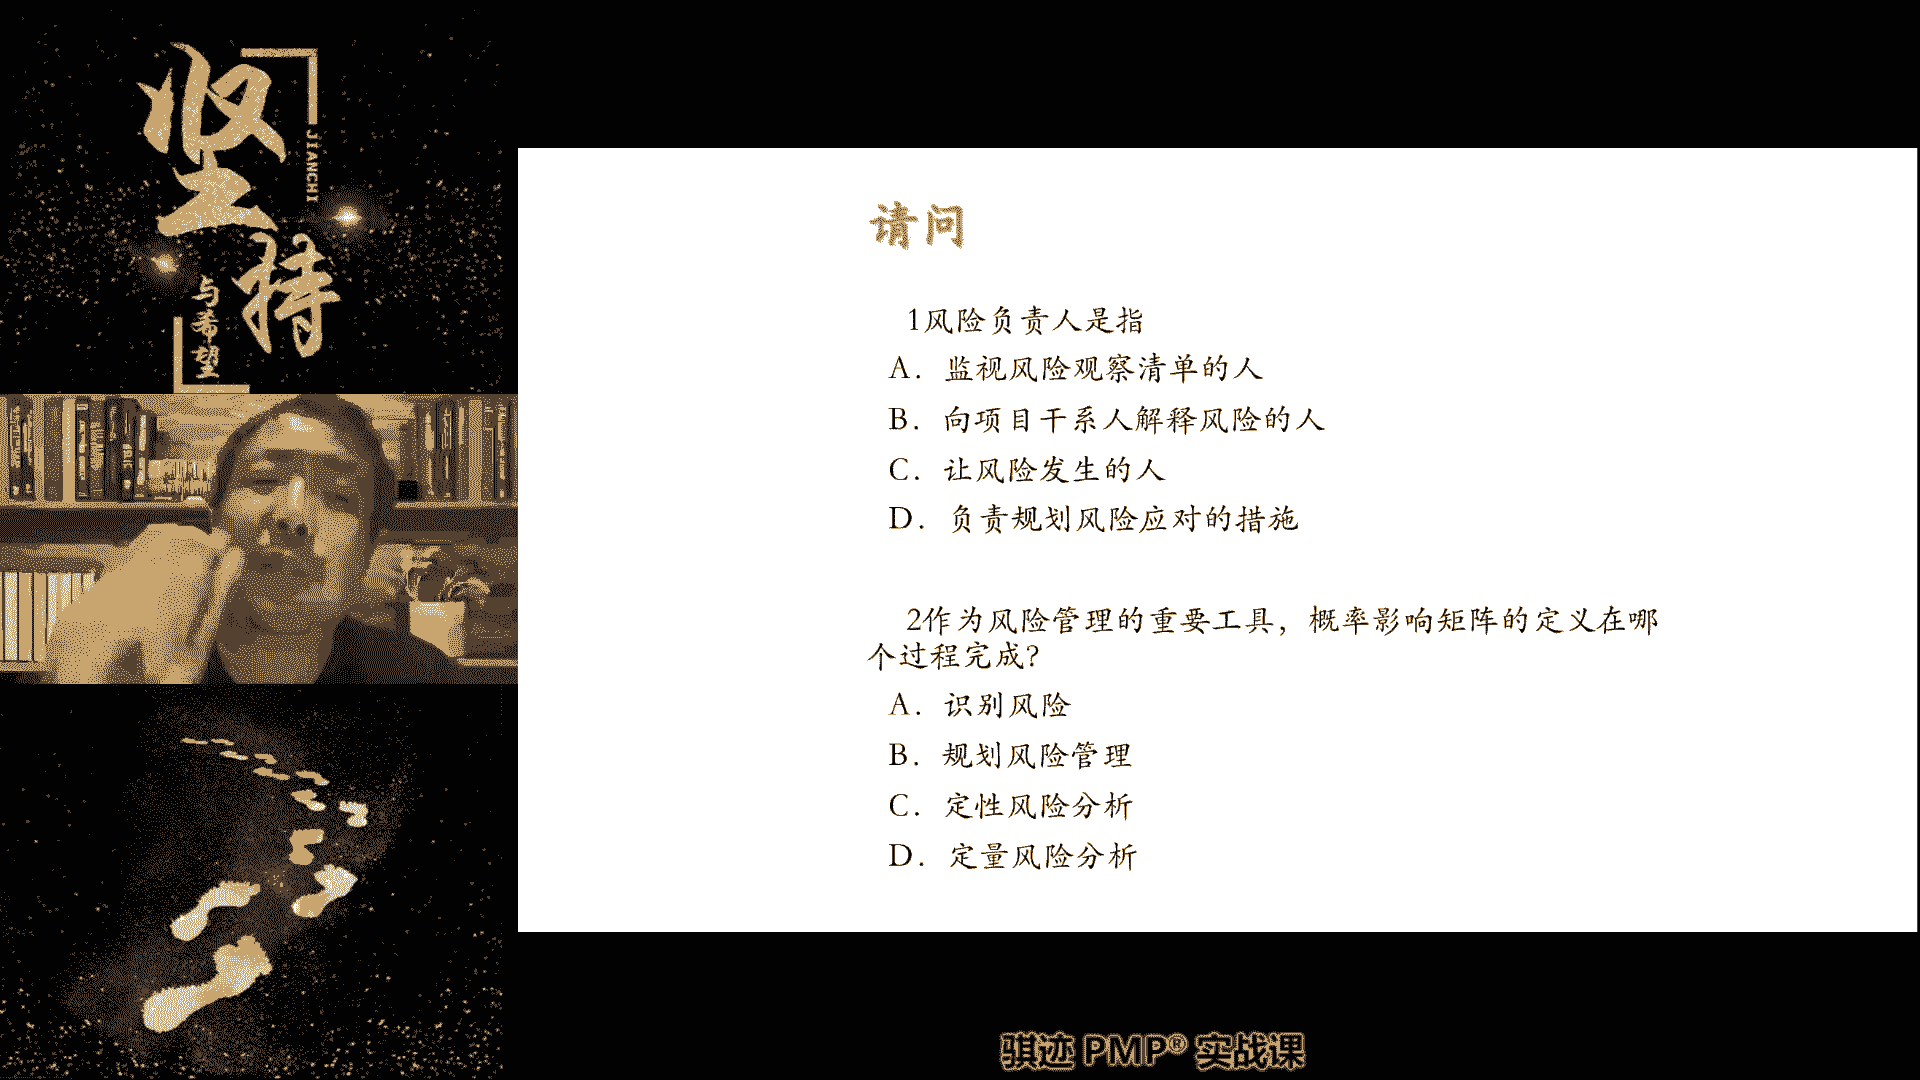 坚持
JIANCHI
与希望
请问
1风险负责人是指
A. 监视风险观察清单的人
B. 向项目干系人解释风险的人
C. 让风险发生的人
D. 负责规划风险应对的措施
2作为风险管理的重要工具，概率影响矩阵的定义在哪
个过程完成?
A. 识别风险
B. 规划风险管理
C. 定性风险分析
D. 定量风险分析
骐迹 PMP® 实战课